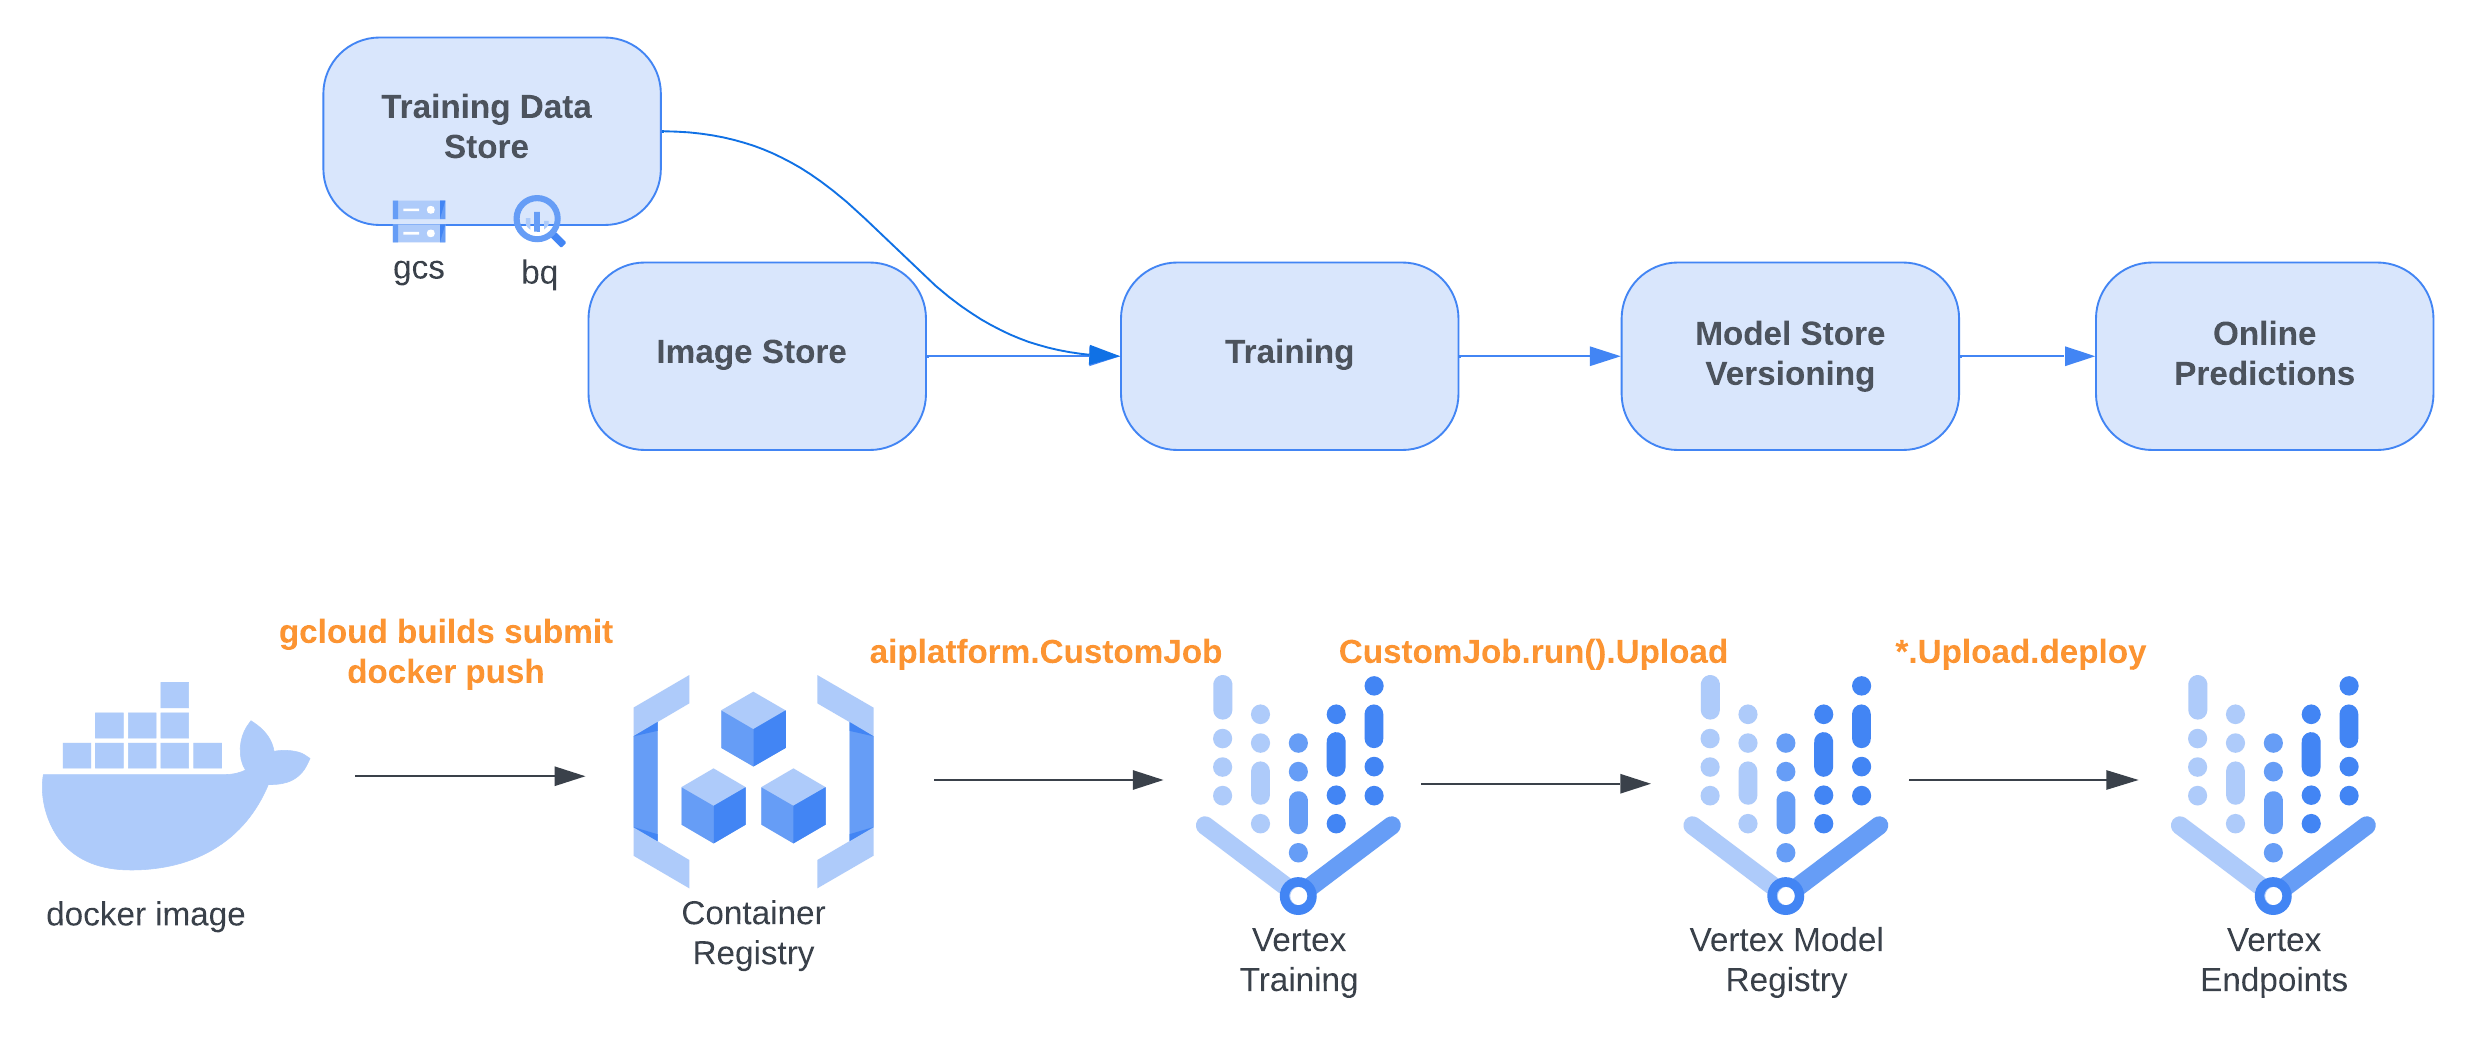 Training Data
Store
gcs
bq
Image Store
Training
Model Store
Versioning
Online
Predictions
gcloud builds submit
docker push
aiplatform.CustomJob
CustomJob.run().Upload
*.Upload.deploy
docker image
Container
Registry
Vertex
Training
Vertex Model
Registry
Vertex
Endpoints